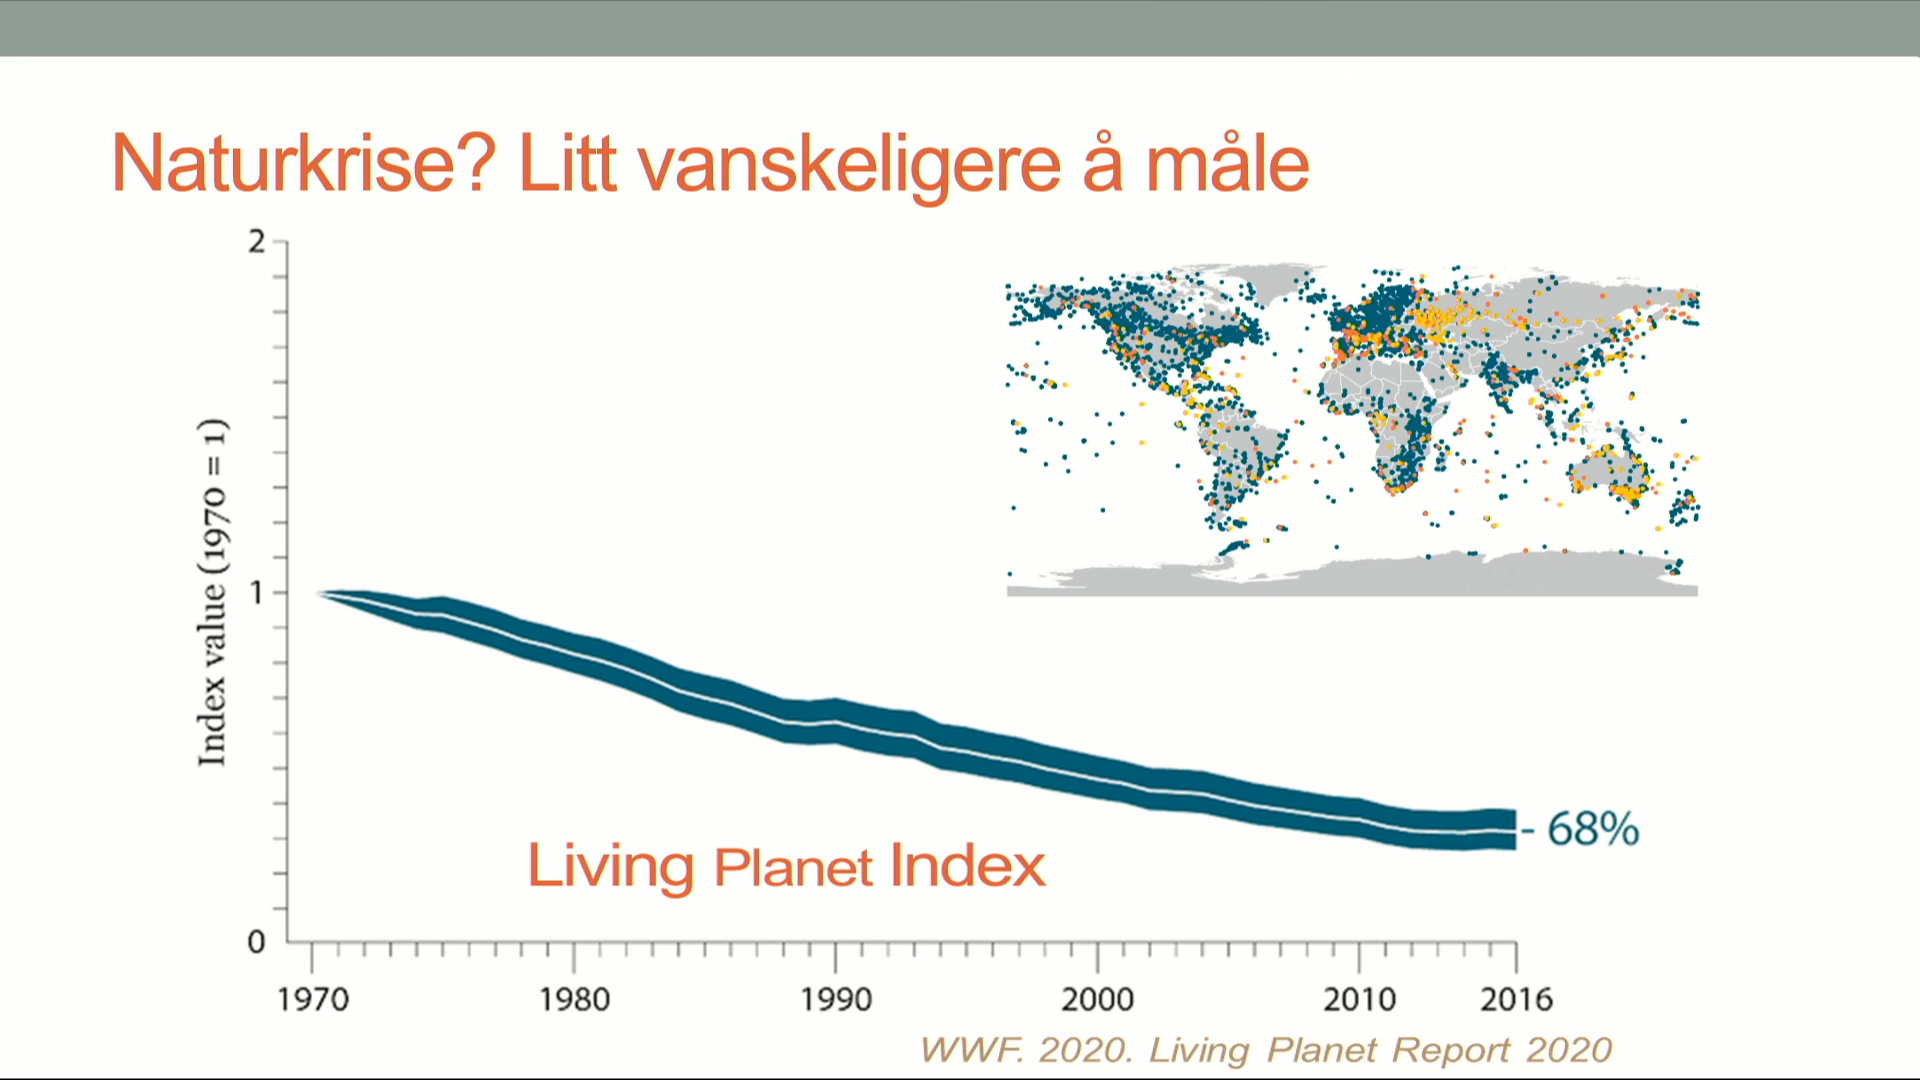 Naturkrise? Litt vanskeligere å måle
2
1
0
Index value (1970 = 1)
- 68%
Living Planet Index
1970 1980 1990 2000 2010 2016
WWF. 2020. Living Planet Report 2020